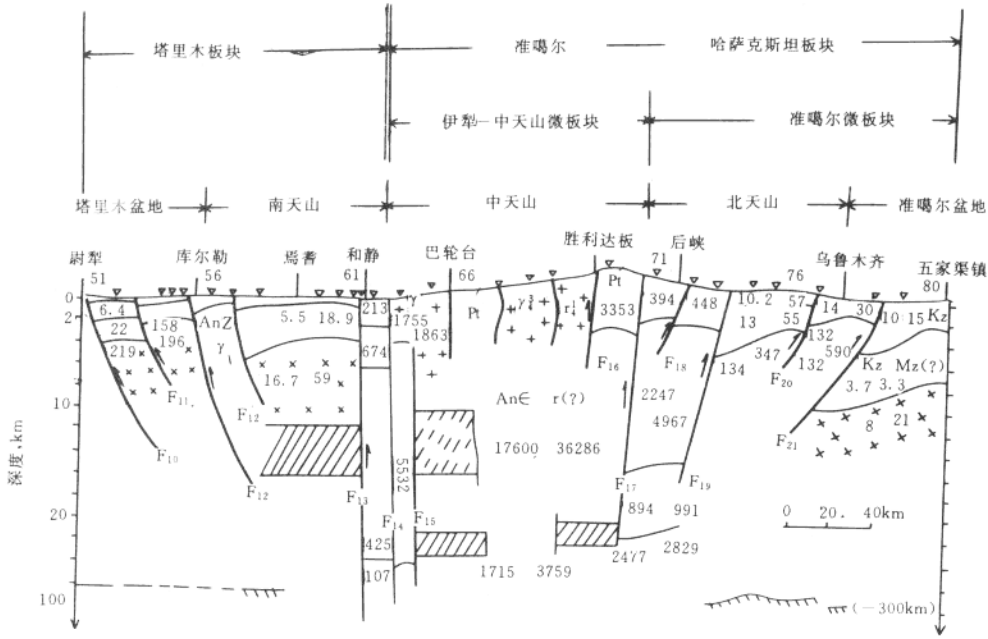 塔里木板块 准噶尔 哈萨克斯坦板块
伊犁—中天山微板块 准噶尔微板块
塔里木盆地 南天山 中天山 北天山 准噶尔盆地
尉犁 库尔勒 焉耆 和静 巴轮台 胜利达板 后峡 乌鲁木齐 五家渠镇
51 56 61 66 71 76 80
0 6.4 5.5 18.9 213 γ Pt 394 448 10.2 57 14 30 10 15 Kz
2 22 158 AnZ 1755 Pt 3353 13 55 132
219 196 γ 674 1863 347 132 590 Kz Mz(?)
16.7 59 F16 F18 134 F20 3.7 3.3
10 F11 F12 An∈ r(?) 2247 8 21
F10 17600 36286 4967 F21
F12 F13 5532 F17 F19
20 F14 F15 894 991 0 20. 40km
425 2477 2829
107 1715 3759
100 (−300km)
深度,km